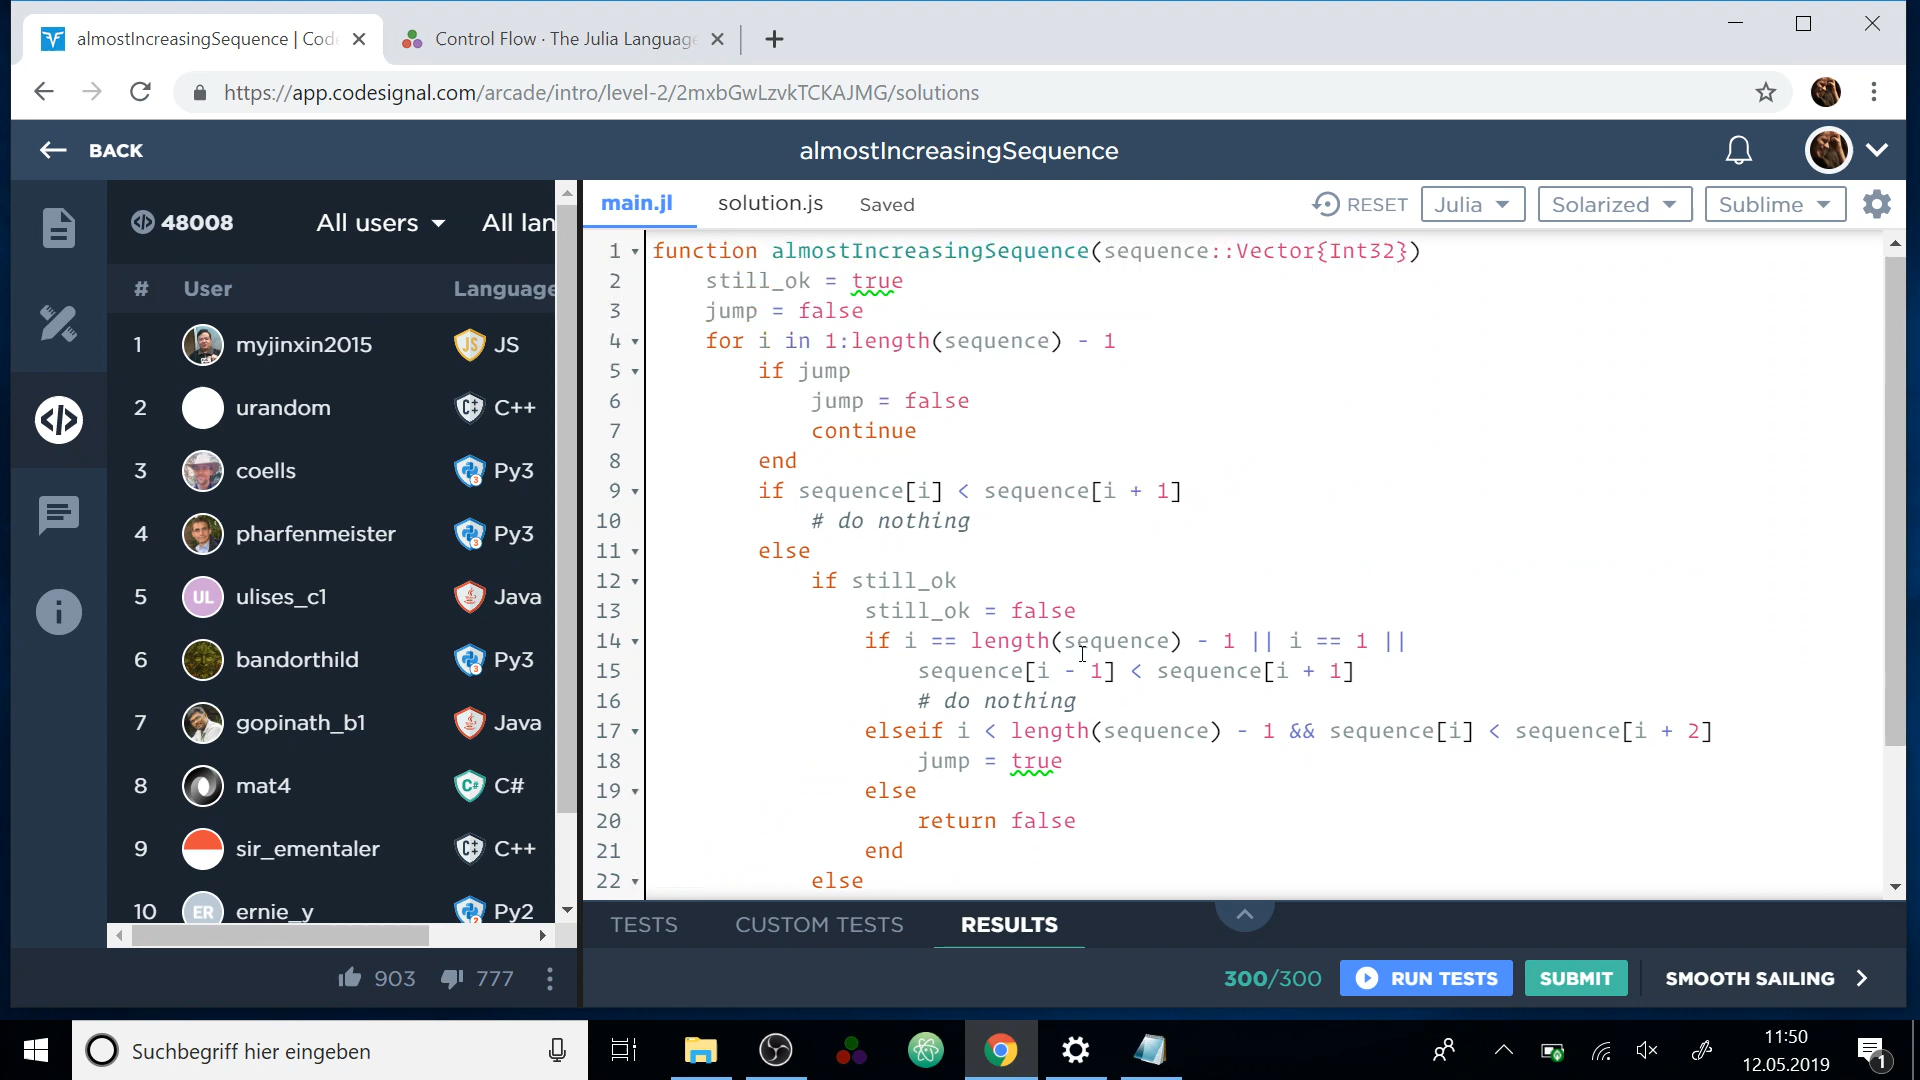 almostIncreasingSequence | Code
Control Flow · The Julia Language
https://app.codesignal.com/arcade/intro/level-2/2mxbGwLzvkTCKAJMG/solutions
BACK
almostIncreasingSequence
48008
All users
All lan
main.jl
solution.js
Saved
RESET
Julia
Solarized
Sublime
# User Language
1 myjinxin2015 JS JS
2 urandom C++
3 coells Py3
4 pharfenmeister Py3
5 UL ulises_c1 Java
6 bandorthild Py3
7 gopinath_b1 Java
8 mat4 C#
9 sir_ementaler C++
10 ER ernie_y Py2
903
777
1 function almostIncreasingSequence(sequence::Vector{Int32})
2 still_ok = true
3 jump = false
4 for i in 1:length(sequence) - 1
5 if jump
6 jump = false
7 continue
8 end
9 if sequence[i] < sequence[i + 1]
10 # do nothing
11 else
12 if still_ok
13 still_ok = false
14 if i == length(sequence) - 1 || i == 1 ||
15 sequence[i - 1] < sequence[i + 1]
16 # do nothing
17 elseif i < length(sequence) - 1 && sequence[i] < sequence[i + 2]
18 jump = true
19 else
20 return false
21 end
22 else
TESTS
CUSTOM TESTS
RESULTS
300/300
RUN TESTS
SUBMIT
SMOOTH SAILING
Suchbegriff hier eingeben
11:50
12.05.2019
1